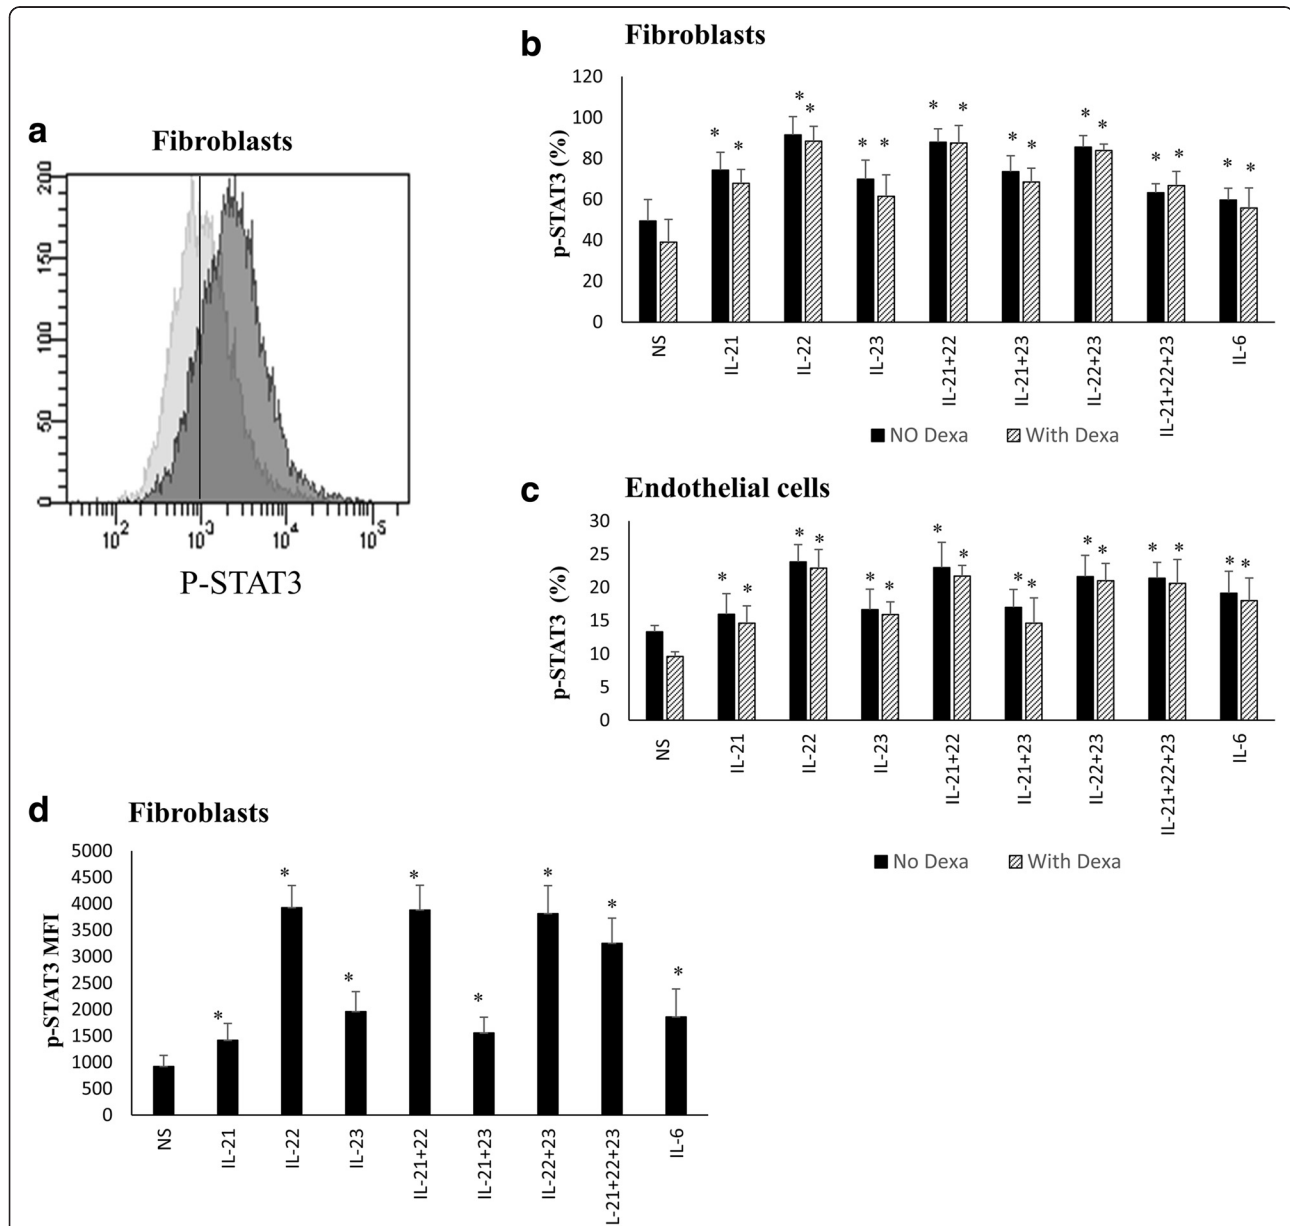 a
Fibroblasts
200
150
100
50
0
10² 10³ 10⁴ 10⁵
P-STAT3
b
Fibroblasts
p-STAT3 (%)
120
100
80
60
40
20
0
* * * * * * * * * * * * * * * *
NS IL-21 IL-22 IL-23 IL-21+22 IL-21+23 IL-22+23 IL-21+22+23 IL-6
NO Dexa With Dexa
c
Endothelial cells
p-STAT3 (%)
30
25
20
15
10
5
0
* * * * * * * * * * * * * * * *
NS IL-21 IL-22 IL-23 IL-21+22 IL-21+23 IL-22+23 IL-21+22+23 IL-6
No Dexa With Dexa
d
Fibroblasts
p-STAT3 MFI
5000
4500
4000
3500
3000
2500
2000
1500
1000
500
0
* * * * * * * *
NS IL-21 IL-22 IL-23 IL-21+22 IL-21+23 IL-22+23 L-21+22+23 IL-6